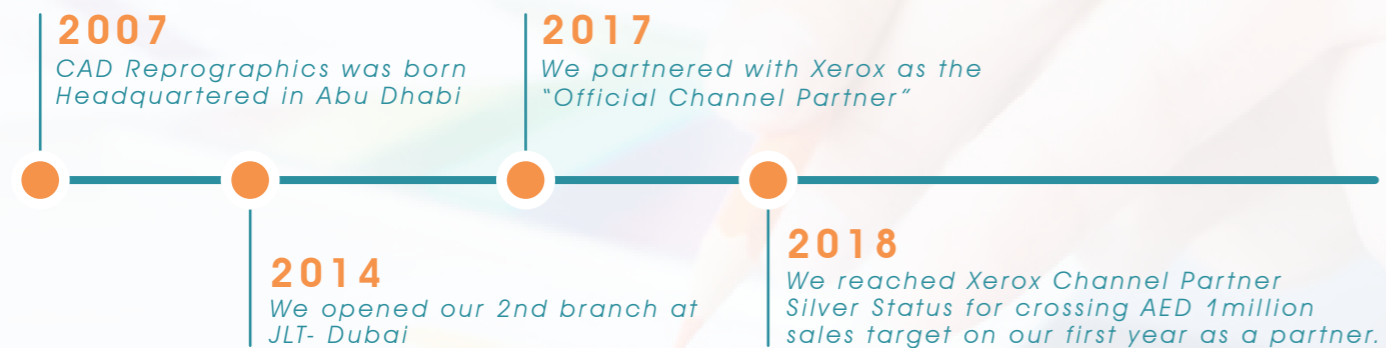 2007
CAD Reprographics was born
Headquartered in Abu Dhabi
2014
We opened our 2nd branch at
JLT- Dubai
2017
We partnered with Xerox as the
“Official Channel Partner”
2018
We reached Xerox Channel Partner
Silver Status for crossing AED 1million
sales target on our first year as a partner.